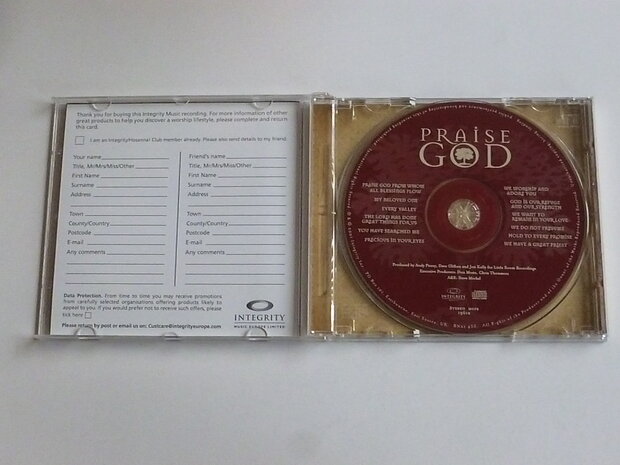 Thank you for buying this Integrity Music recording. For more information of other
great products to help you discover a worship lifestyle, please complete and return
this card.
I am an Integrity/Hosanna! Club member already. Please also send details to my friend.
Your name
Title, Mr/Mrs/Miss/Other
First Name
Surname
Address
Town
County/Country
Postcode
E-mail
Any comments
Friend's name
Title, Mr/Mrs/Miss/Other
First Name
Surname
Address
Town
County/Country
Postcode
E-mail
Any comments
Data Protection. From time to time you may receive promotions
from carefully selected organisations offering products likely to
appeal to you. If you would prefer not to receive such offers, please
tick here
Please return by post or email us on: Custcare@integrityeurope.com
INTEGRITY
MUSIC EUROPE LIMITED
PRAISE
GOD
PRAISE GOD FROM WHOM
ALL BLESSINGS FLOW
MY BELOVED ONE
EVERY VALLEY
THE LORD HAS DONE
GREAT THINGS FOR US
YOU HAVE SEARCHED ME
PRECIOUS IN YOUR EYES
WE WORSHIP AND
ADORE YOU
GOD IS OUR REFUGE
AND OUR STRENGTH
WE WANT TO
REMAIN IN YOUR LOVE
WE DO NOT PRESUME
HOLD TO EVERY PROMISE
WE HAVE A GREAT PRIEST
Executive Producers:
INTEGRITY
STEREO